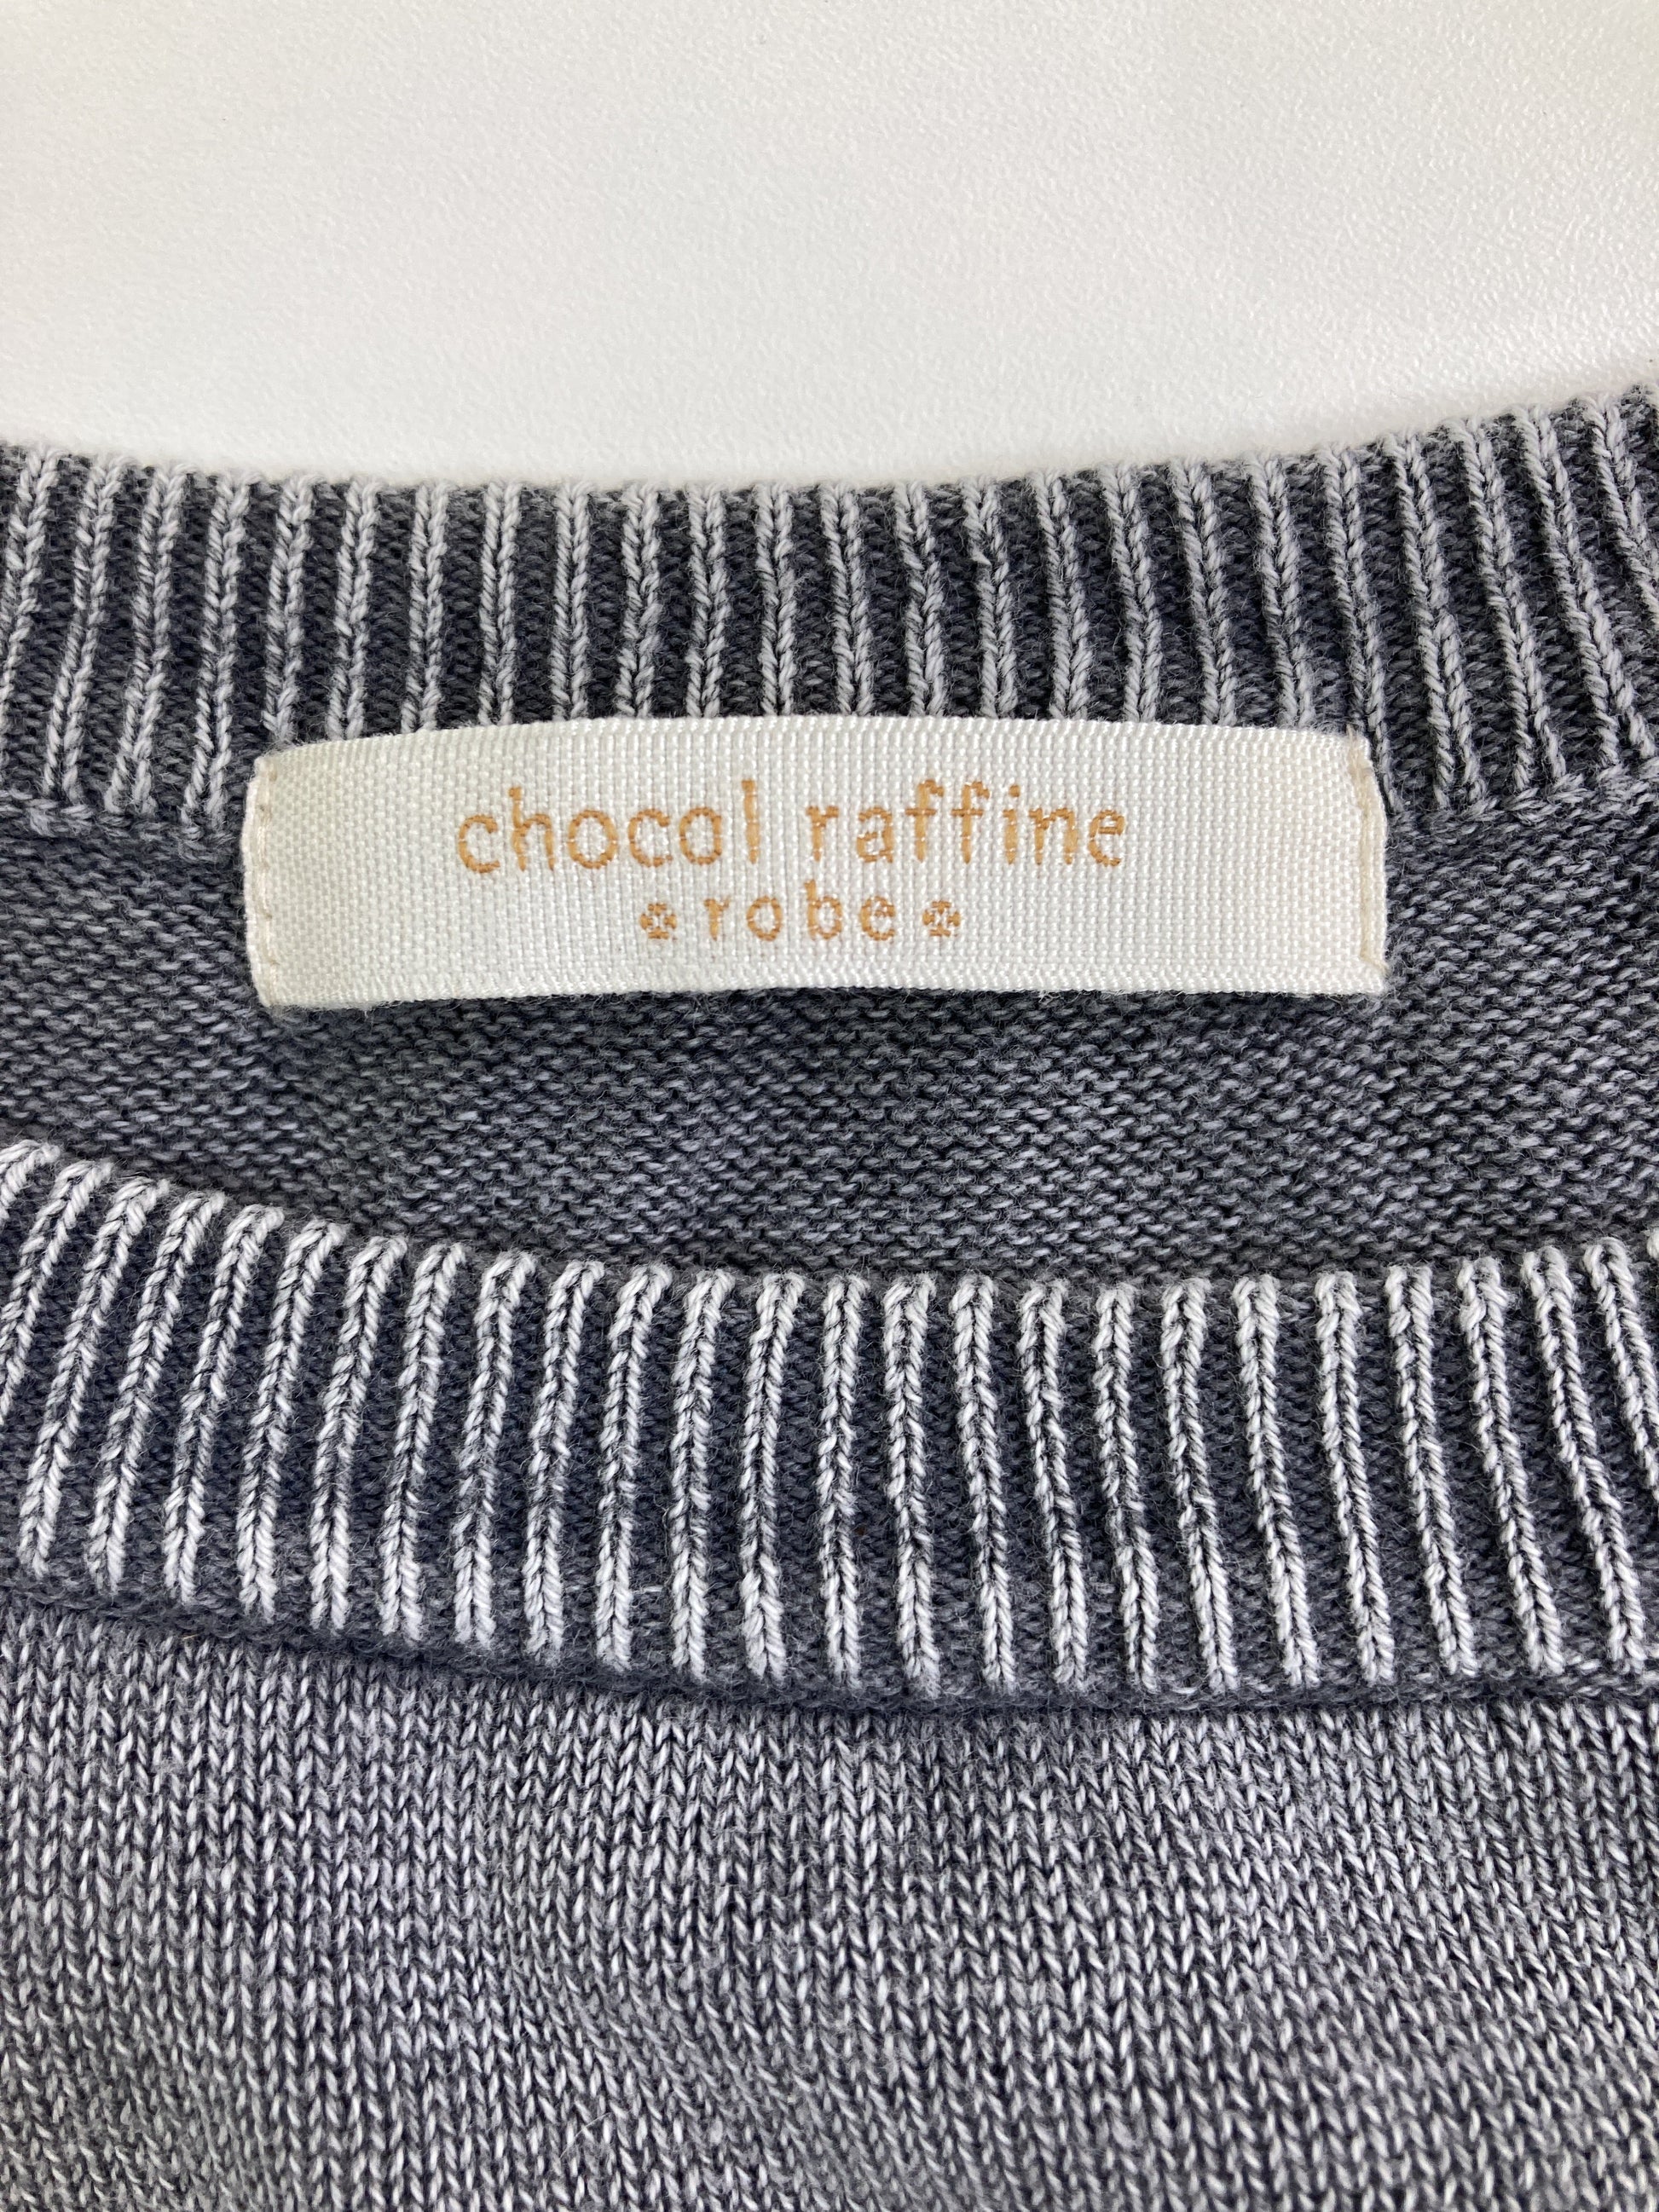 chocol raffine
robe